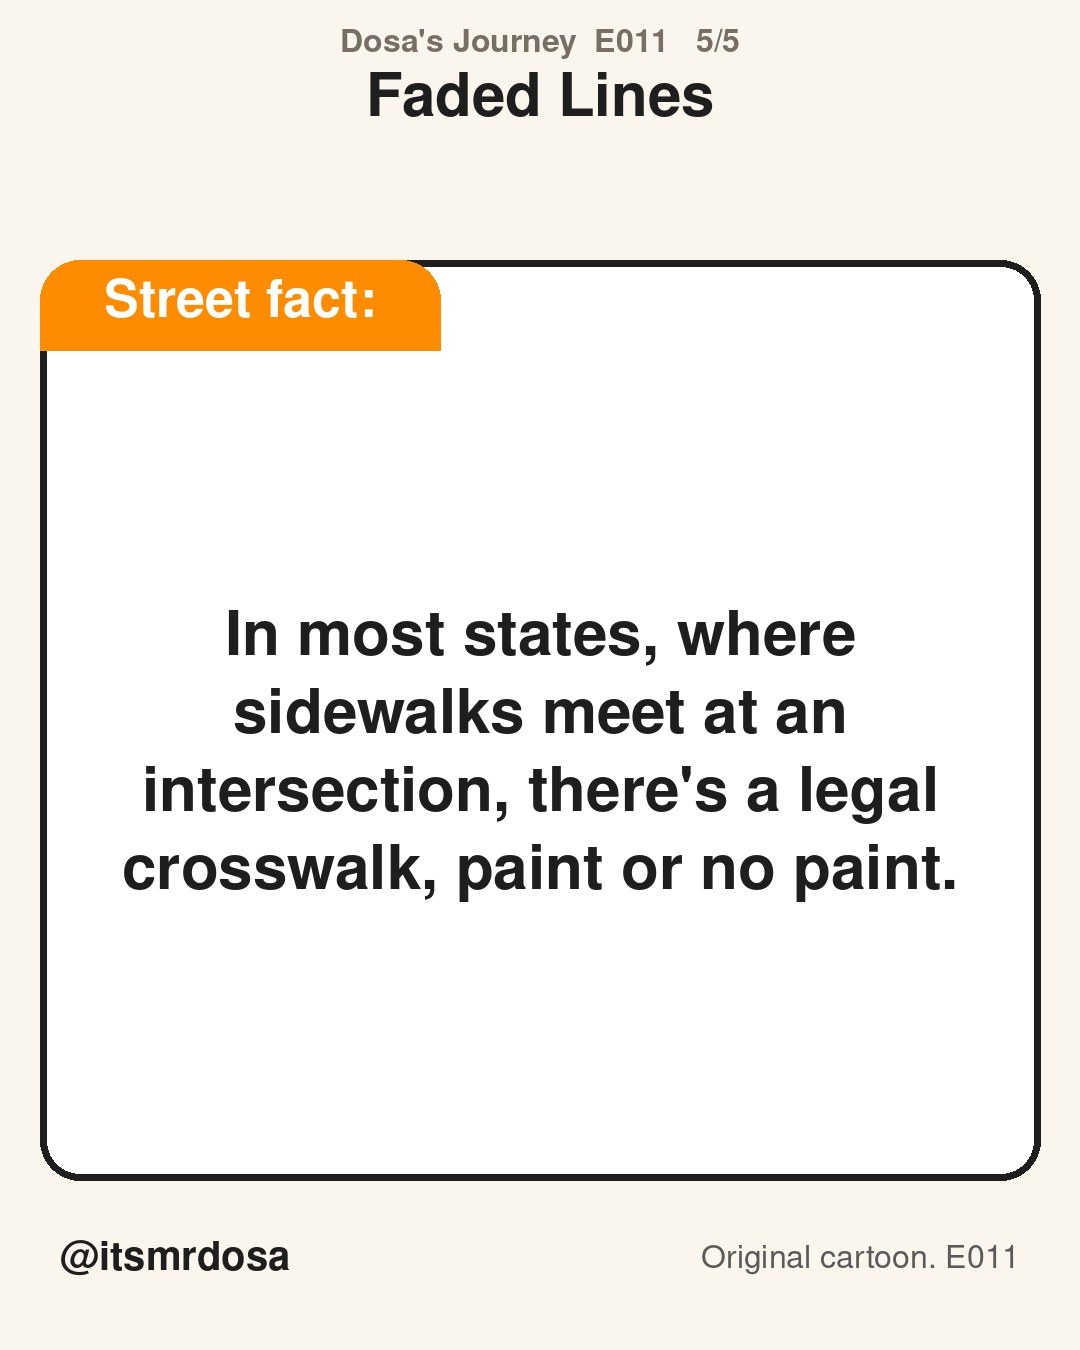 Dosa's Journey E011 5/5
Faded Lines
Street fact:
In most states, where
sidewalks meet at an
intersection, there's a legal
crosswalk, paint or no paint.
@itsmrdosa
Original cartoon. E011